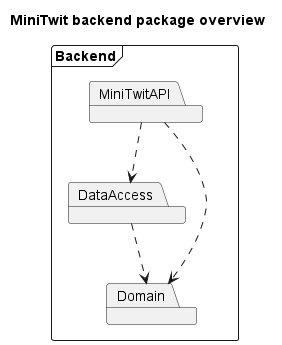 MiniTwit backend package overview
Backend
MiniTwitAPI
DataAccess
Domain